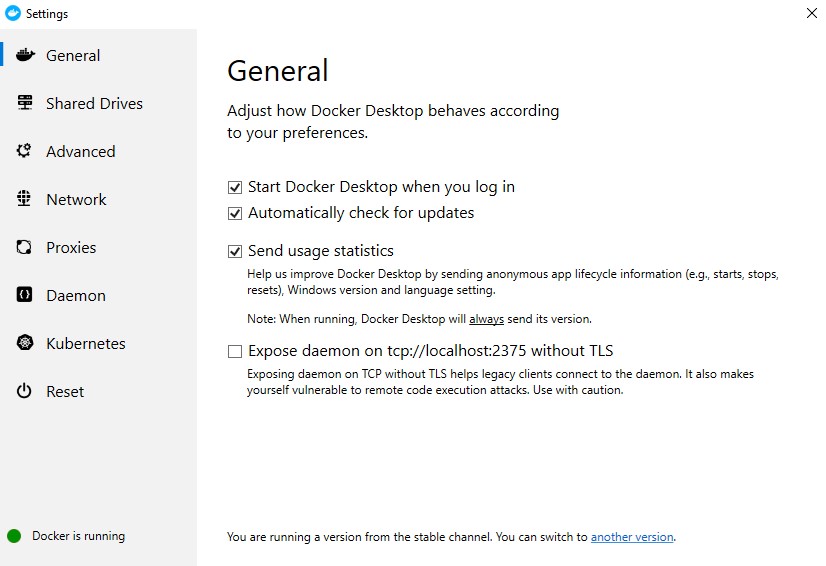 Settings
General
Shared Drives
Advanced
Network
Proxies
Daemon
Kubernetes
Reset
Docker is running
General
Adjust how Docker Desktop behaves according
to your preferences.
Start Docker Desktop when you log in
Automatically check for updates
Send usage statistics
Help us improve Docker Desktop by sending anonymous app lifecycle information (e.g., starts, stops,
resets), Windows version and language setting.
Note: When running, Docker Desktop will always send its version.
Expose daemon on tcp://localhost:2375 without TLS
Exposing daemon on TCP without TLS helps legacy clients connect to the daemon. It also makes
yourself vulnerable to remote code execution attacks. Use with caution.
You are running a version from the stable channel. You can switch to another version.